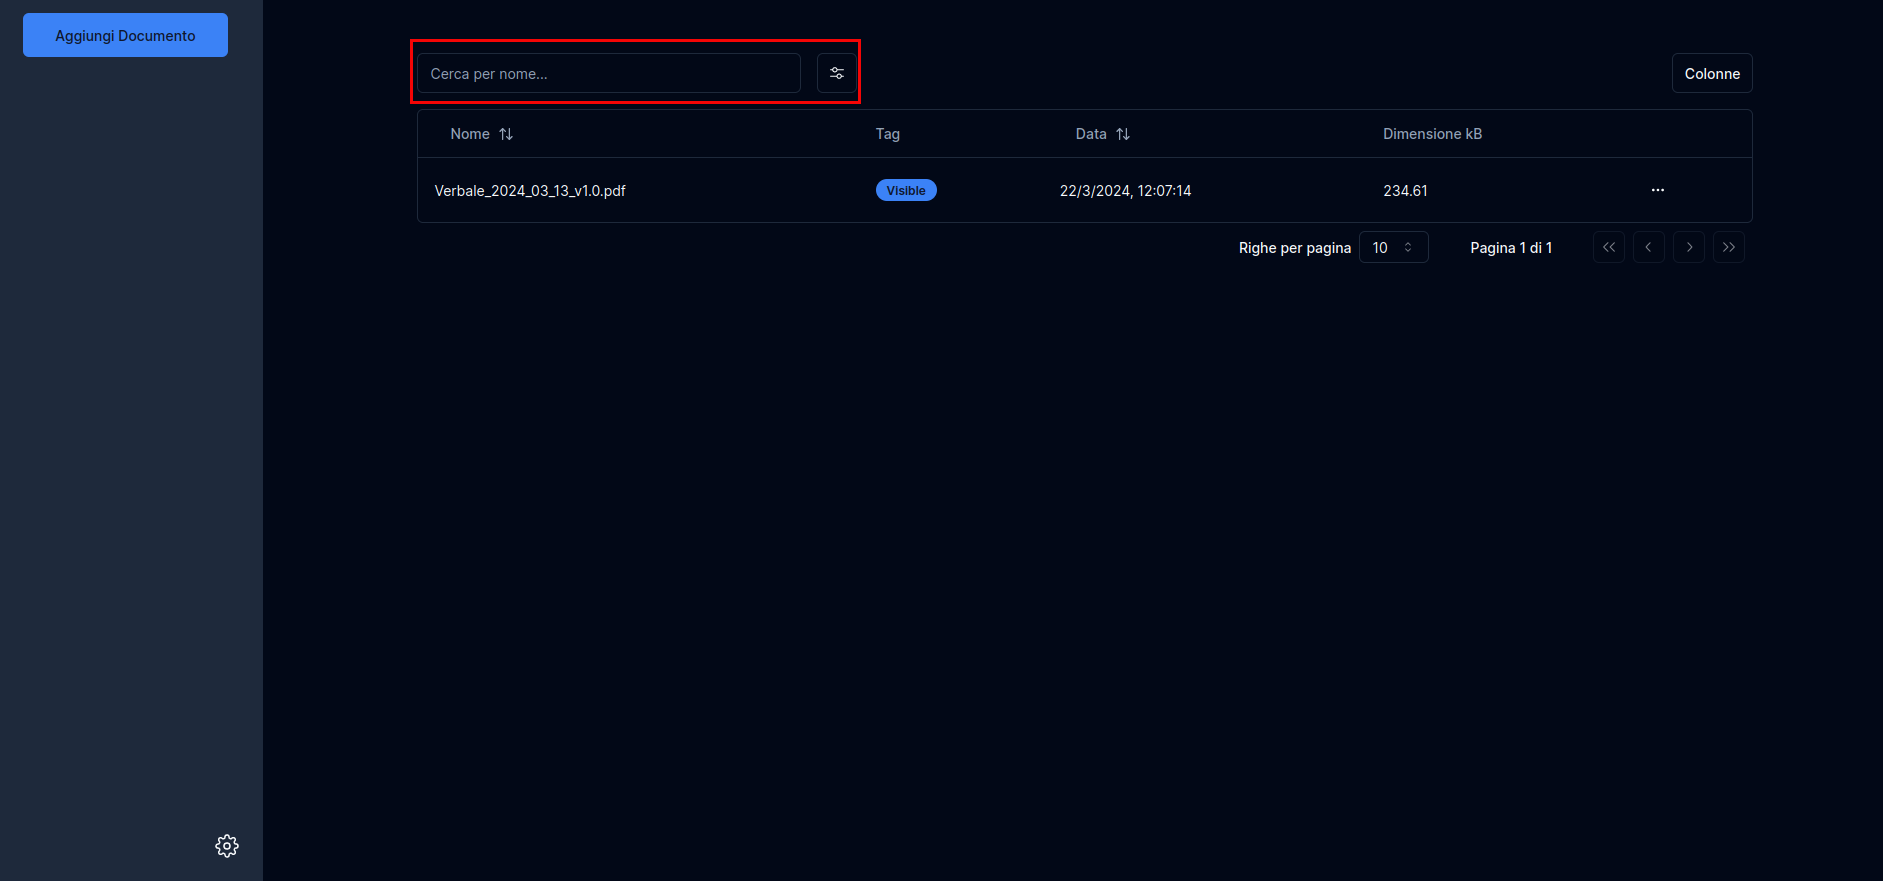 Aggiungi Documento
Cerca per nome...
Colonne
Nome Tag Data Dimensione kB
Verbale_2024_03_13_v1.0.pdf Visible 22/3/2024, 12:07:14 234.61 ...
Righe per pagina 10 Pagina 1 di 1